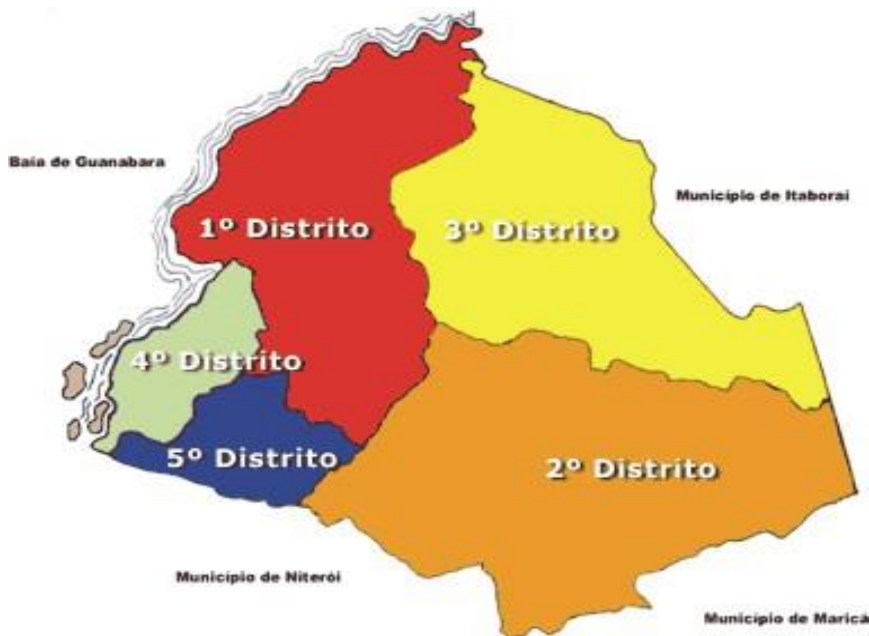 Baía de Guanabara
Município de Itaboraí
1º Distrito
3º Distrito
4º Distrito
5º Distrito
2º Distrito
Município de Niterói
Município de Maricá